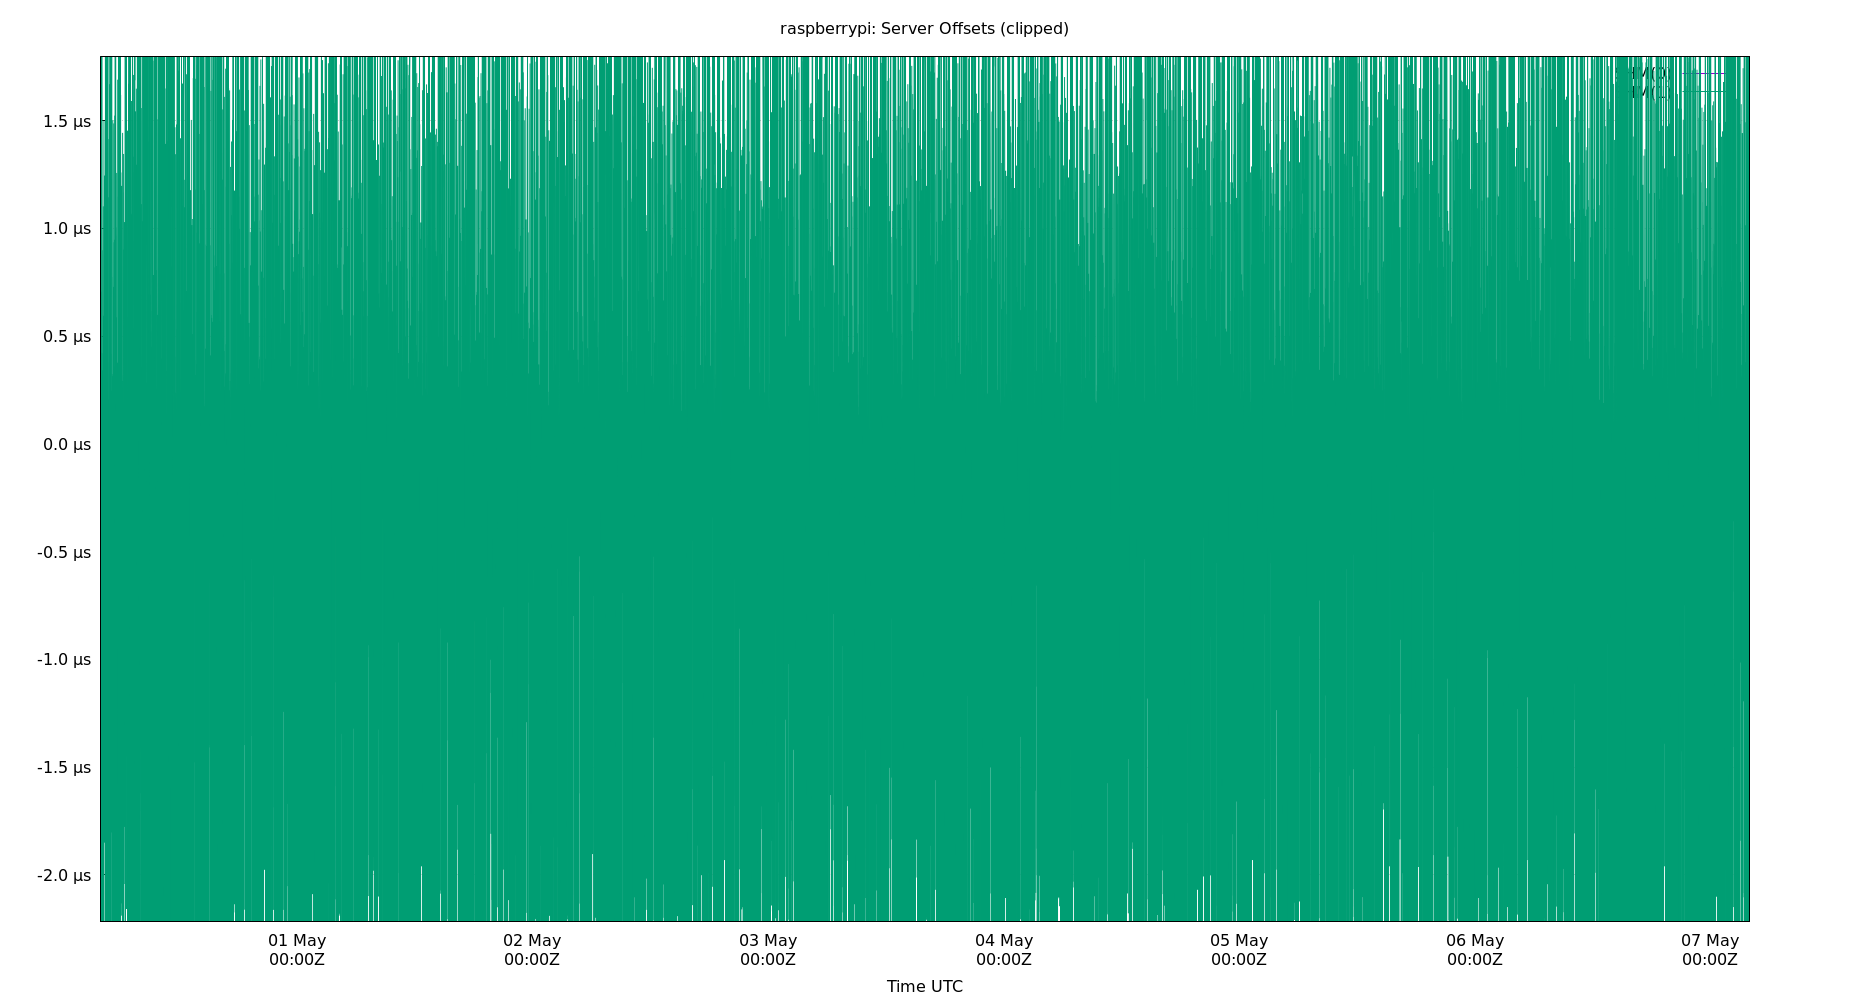 raspberrypi: Server Offsets (clipped)
1.5 µs
1.0 µs
0.5 µs
0.0 µs
-0.5 µs
-1.0 µs
-1.5 µs
-2.0 µs
01 May 02 May 03 May 04 May 05 May 06 May 07 May
00:00Z 00:00Z 00:00Z 00:00Z 00:00Z 00:00Z 00:00Z
Time UTC